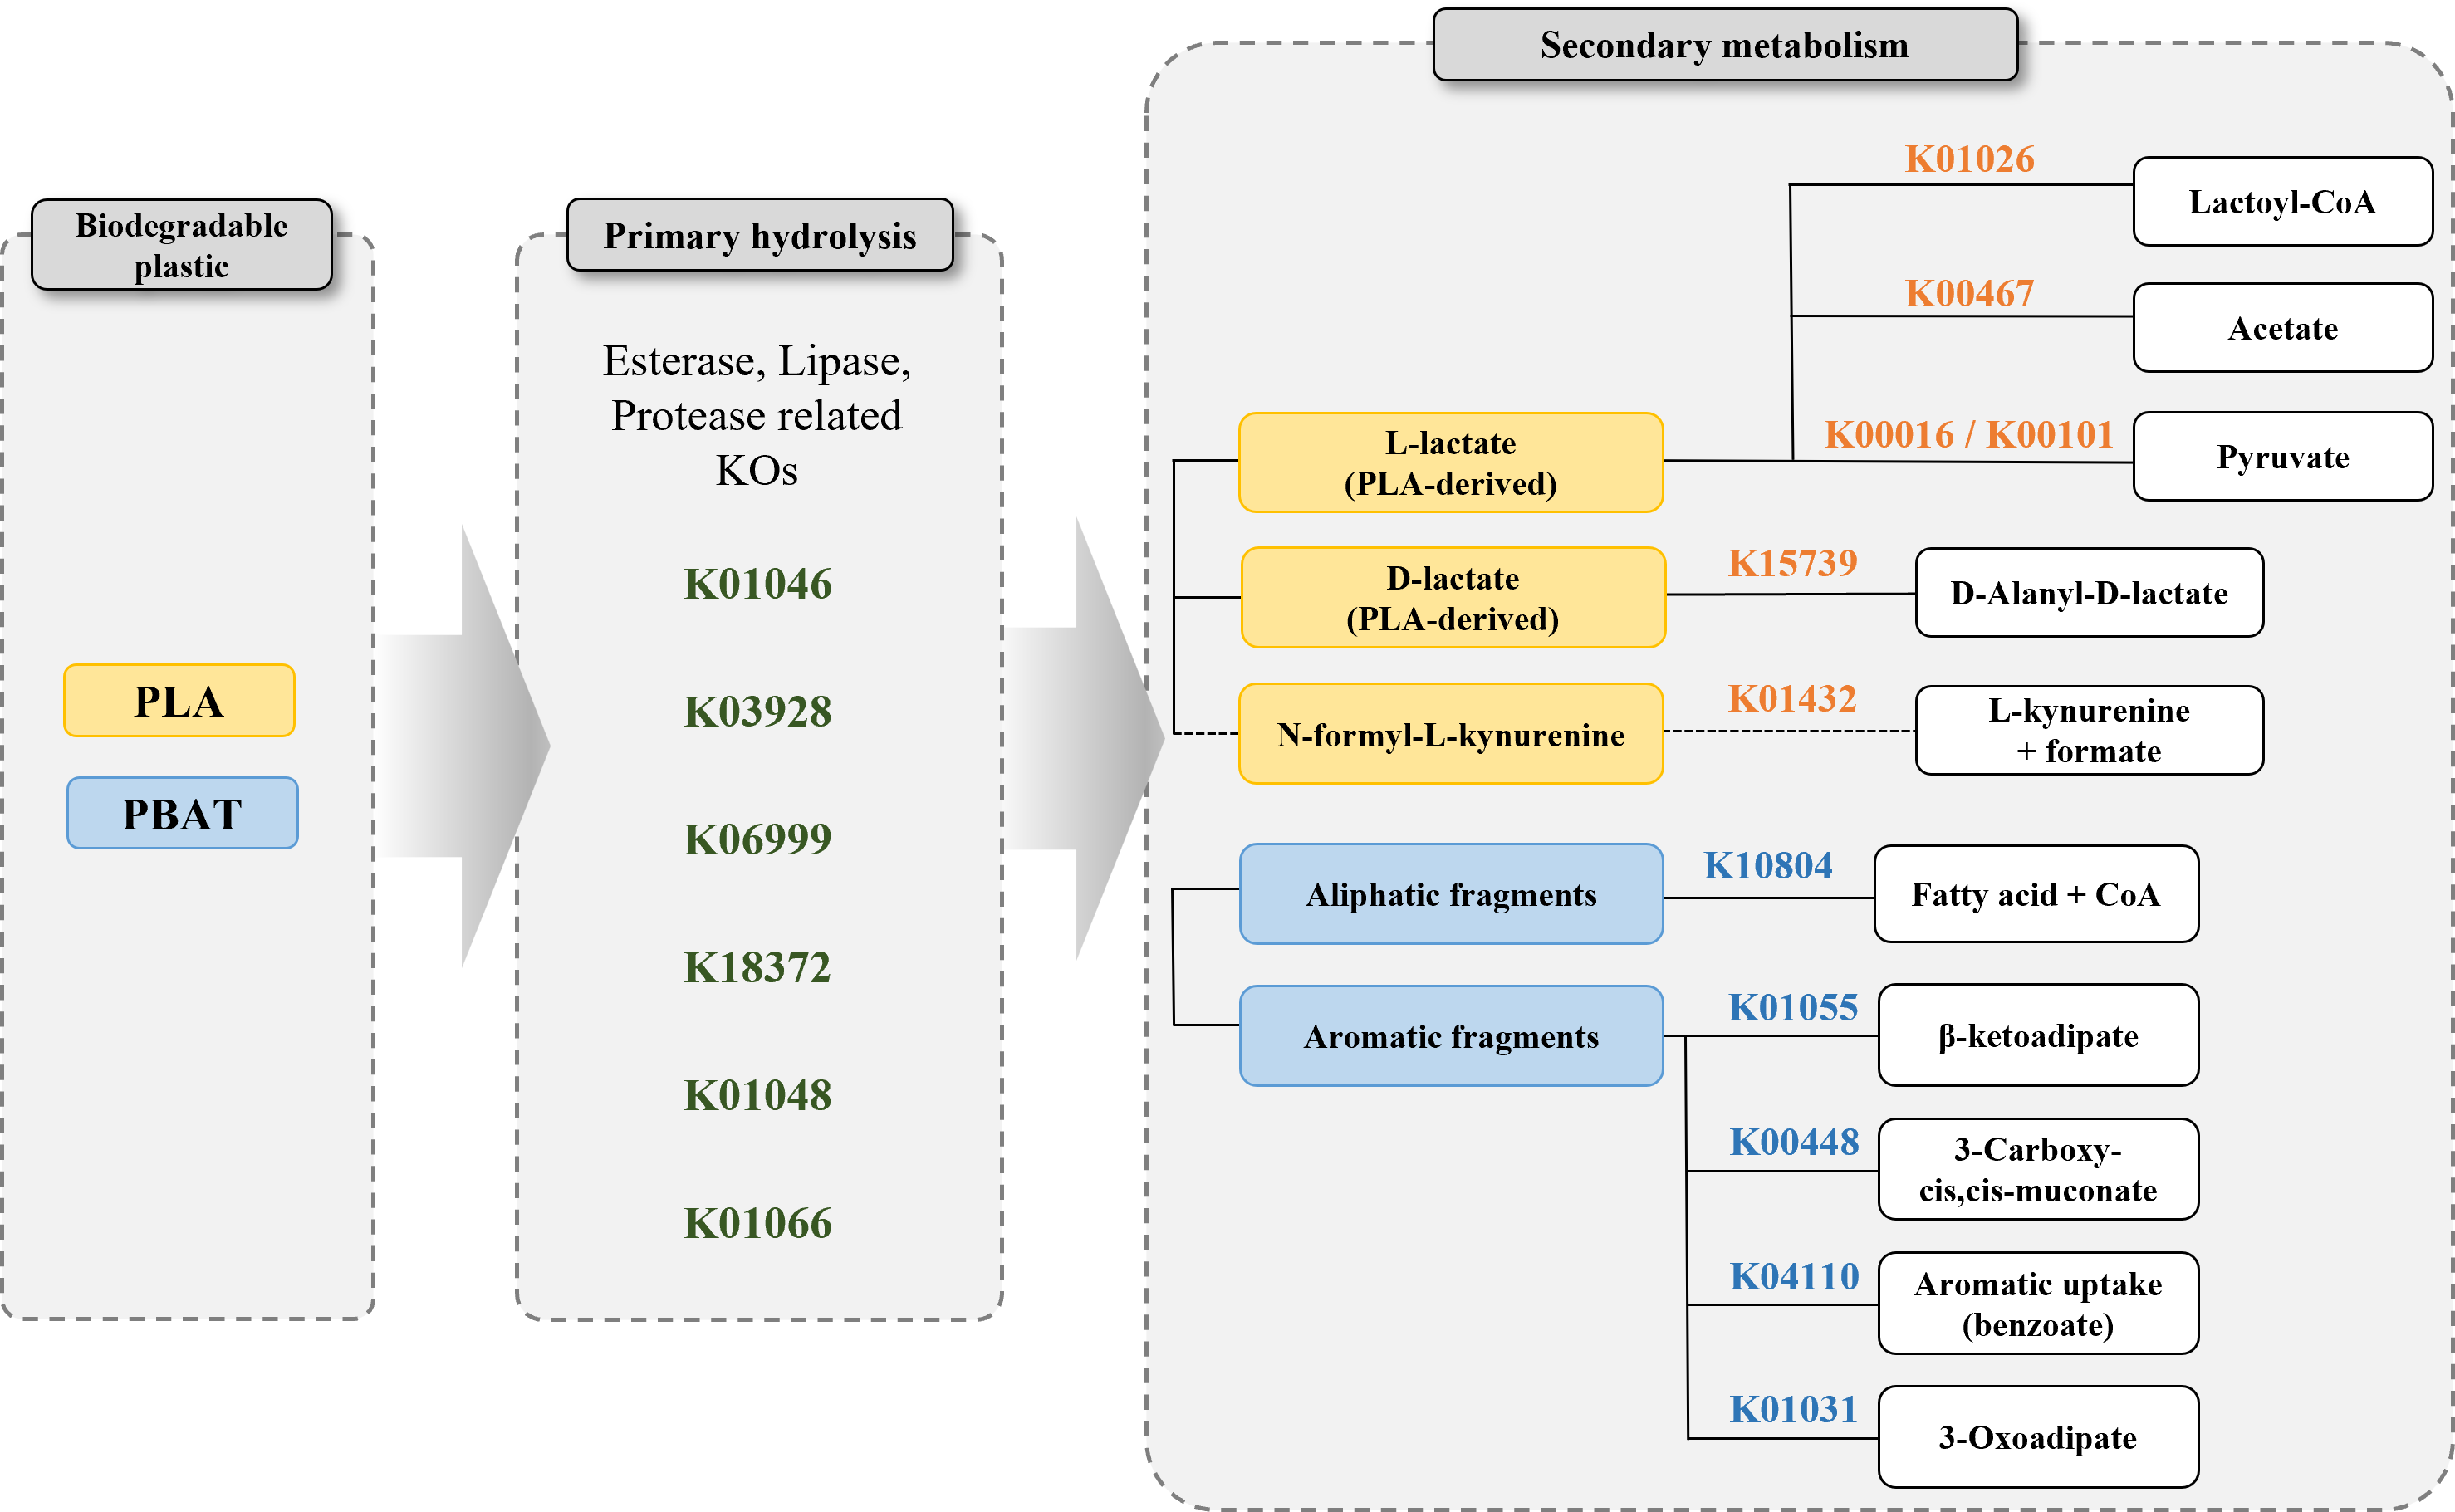 Biodegradable
plastic
PLA
PBAT
Primary hydrolysis
Esterase, Lipase,
Protease related
KOs
K01046
K03928
K06999
K18372
K01048
K01066
Secondary metabolism
L-lactate
(PLA-derived)
K01026
Lactoyl-CoA
K00467
Acetate
K00016 / K00101
Pyruvate
D-lactate
(PLA-derived)
K15739
D-Alanyl-D-lactate
N-formyl-L-kynurenine
K01432
L-kynurenine
+ formate
Aliphatic fragments
K10804
Fatty acid + CoA
Aromatic fragments
K01055
β-ketoadipate
K00448
3-Carboxy-
cis,cis-muconate
K04110
Aromatic uptake
(benzoate)
K01031
3-Oxoadipate